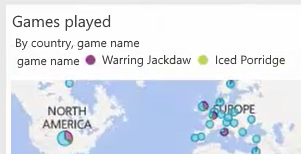 Games played
By country, game name
game name Warring Jackdaw Iced Porridge
NORTH
AMERICA
EUROPE